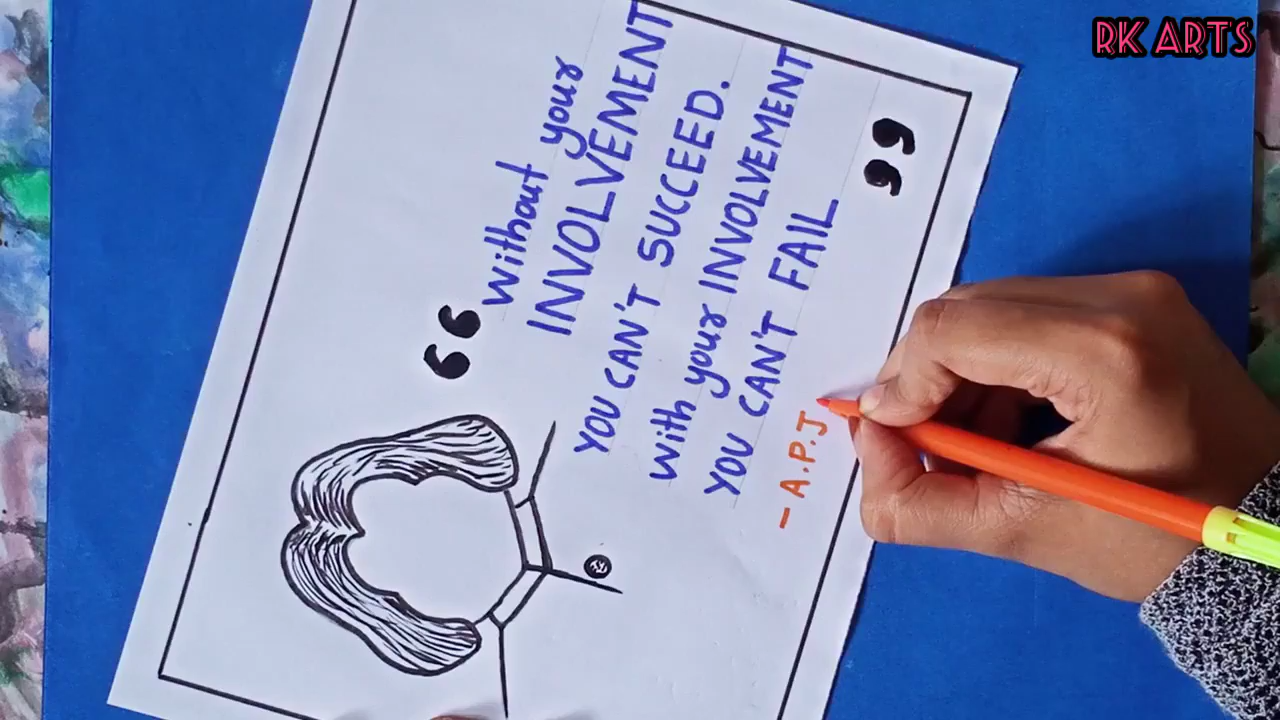 RK ARTS
“ without your
INVOLVEMENT
YOU CAN'T SUCCEED.
with your INVOLVEMENT
YOU CAN'T FAIL ”
- A.P.J